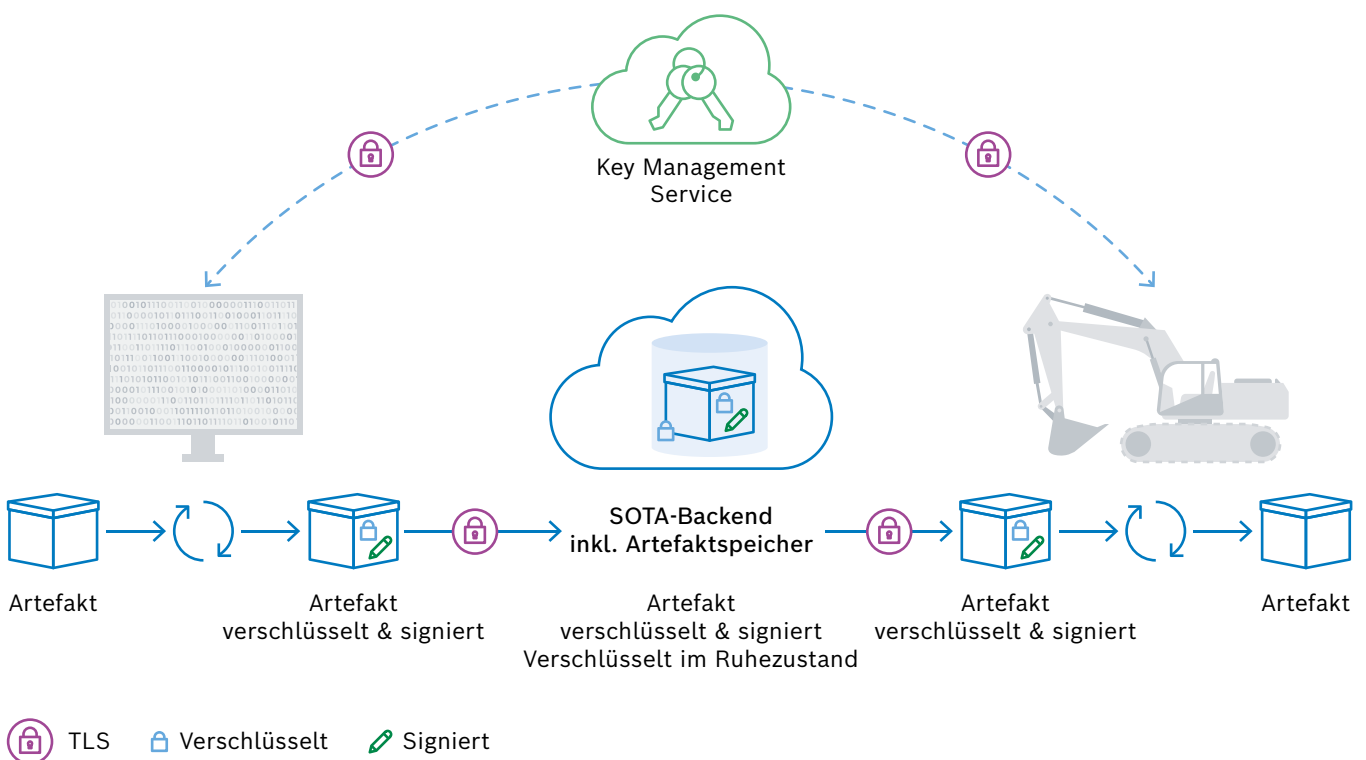 Key Management
Service
SOTA-Backend
inkl. Artefaktspeicher
Artefakt
Artefakt
verschlüsselt & signiert
Artefakt
verschlüsselt & signiert
Verschlüsselt im Ruhezustand
Artefakt
verschlüsselt & signiert
Artefakt
TLS
Verschlüsselt
Signiert